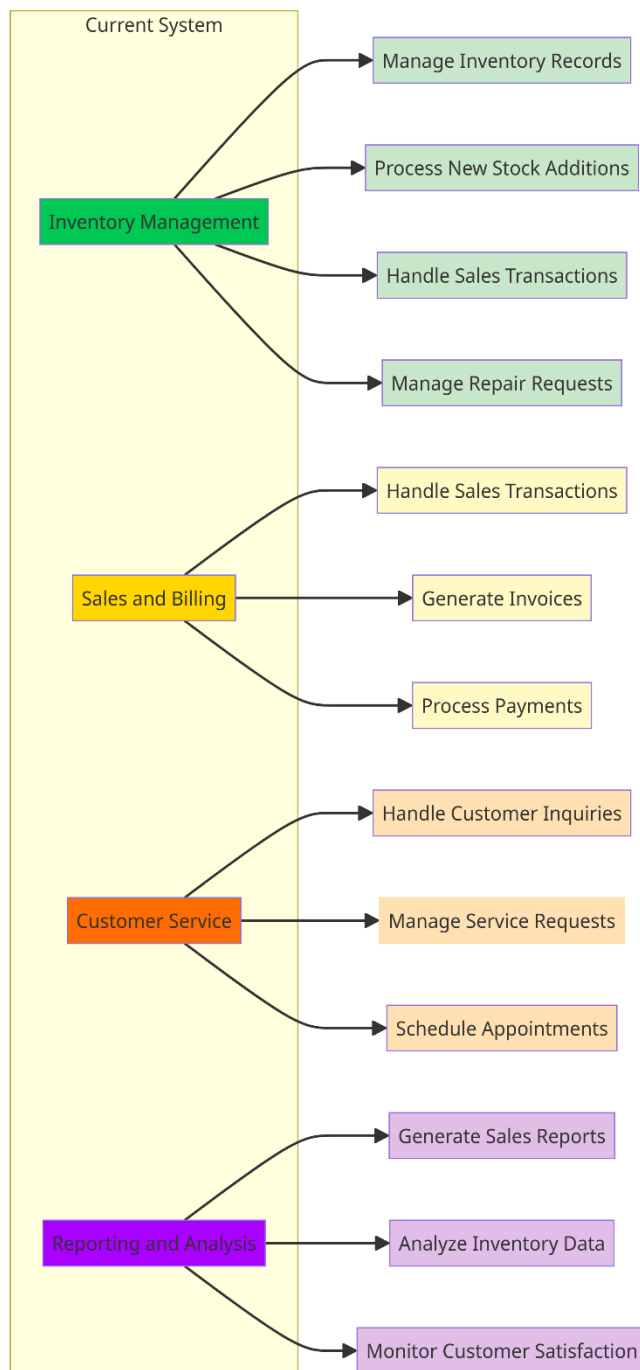 Current System
Manage Inventory Records
Process New Stock Additions
Inventory Management
Handle Sales Transactions
Manage Repair Requests
Handle Sales Transactions
Sales and Billing
Generate Invoices
Process Payments
Handle Customer Inquiries
Customer Service
Manage Service Requests
Schedule Appointments
Generate Sales Reports
Reporting and Analysis
Analyze Inventory Data
Monitor Customer Satisfaction